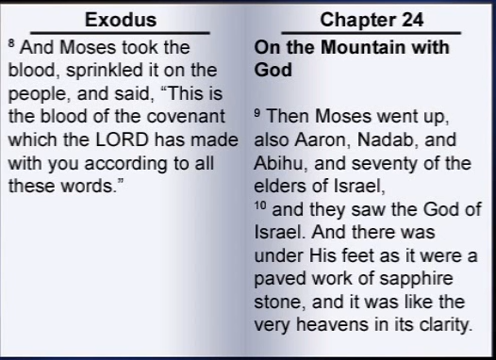 Exodus
⁸ And Moses took the
blood, sprinkled it on the
people, and said, “This is
the blood of the covenant
which the LORD has made
with you according to all
these words.”
Chapter 24
On the Mountain with
God
⁹ Then Moses went up,
also Aaron, Nadab, and
Abihu, and seventy of the
elders of Israel,
¹⁰ and they saw the God of
Israel. And there was
under His feet as it were a
paved work of sapphire
stone, and it was like the
very heavens in its clarity.